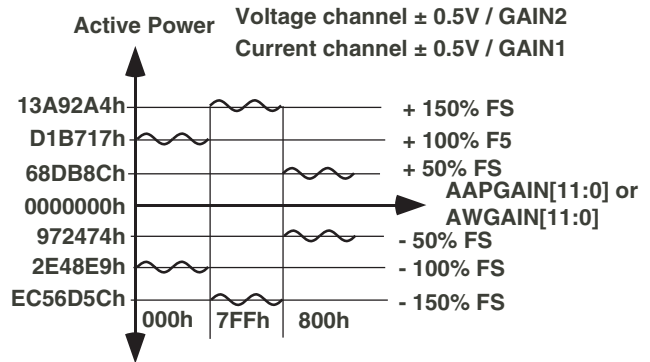 Active Power
Voltage channel ± 0.5V / GAIN2
Current channel ± 0.5V / GAIN1
13A92A4h
+ 150% FS
D1B717h
+ 100% F5
68DB8Ch
+ 50% FS
0000000h
AAPGAIN[11:0] or
AWGAIN[11:0]
972474h
- 50% FS
2E48E9h
- 100% FS
EC56D5Ch
- 150% FS
000h
7FFh
800h